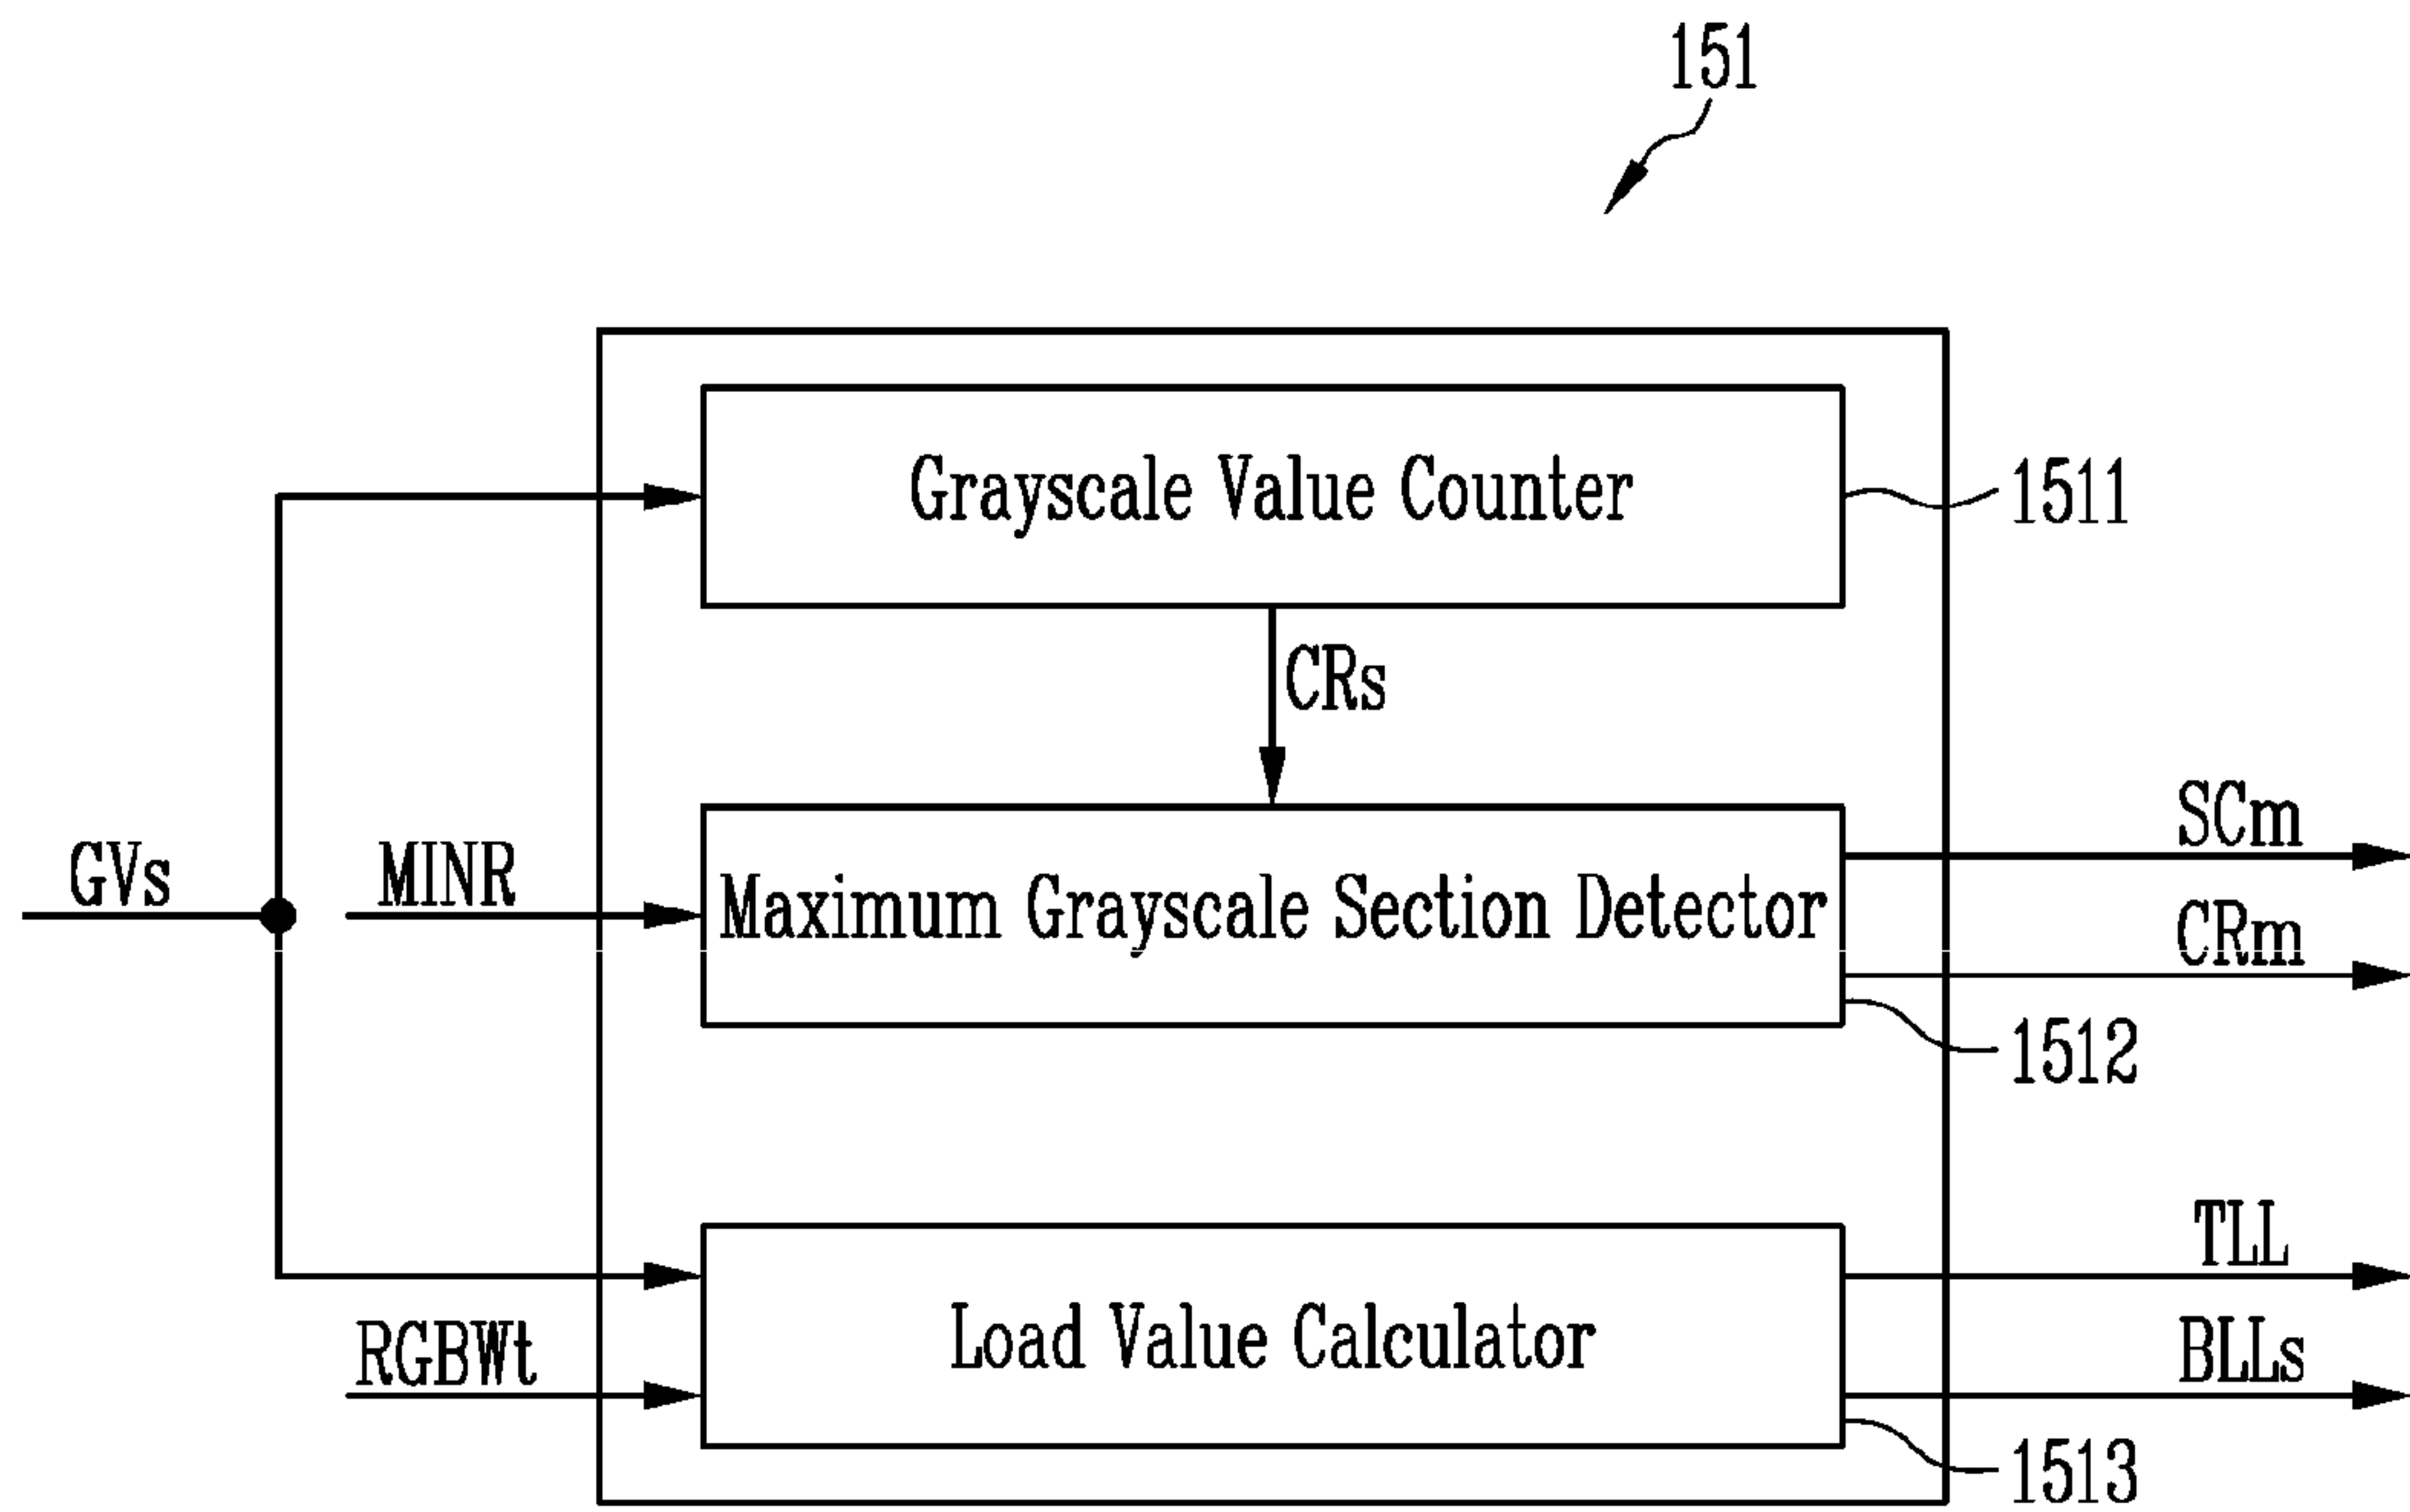 151
Grayscale Value Counter
1511
CRs
GVs
MINR
Maximum Grayscale Section Detector
SCm
CRm
1512
RGBWt
Load Value Calculator
TLL
BLLs
1513